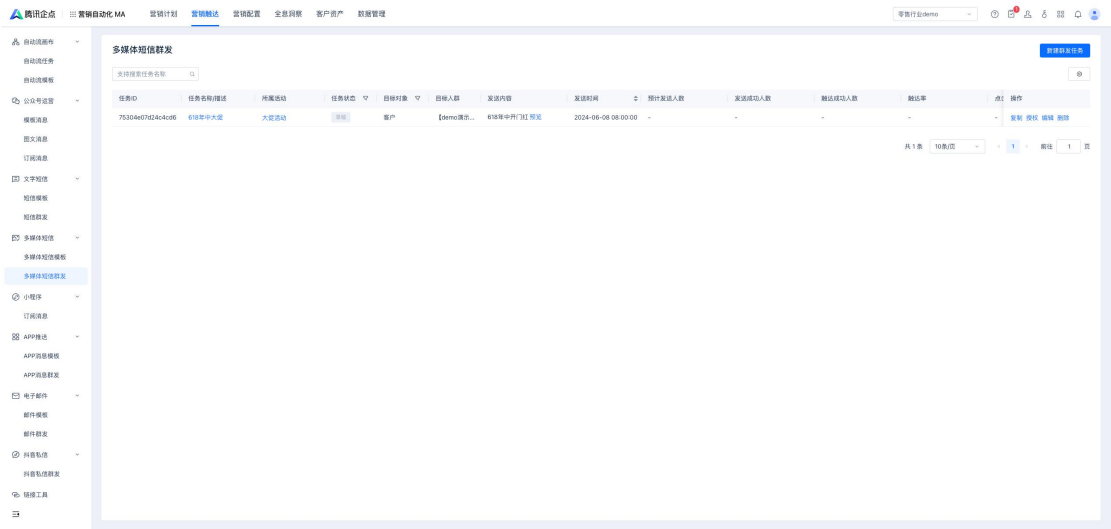 腾讯企点 营销自动化 MA 营销计划 营销触达 营销配置 全息洞察 客户资产 数据管理 零售行业demo
自动流画布
自动流任务
自动流模板
公众号运营
模板消息
图文消息
订阅消息
文字短信
短信模板
短信群发
多媒体短信
多媒体短信模板
多媒体短信群发
小程序
订阅消息
APP推送
APP消息模板
APP消息群发
电子邮件
邮件模板
邮件群发
抖音私信
抖音私信群发
链接工具
多媒体短信群发 新建群发任务
支持搜索任务名称
任务ID 任务名称/描述 所属活动 任务状态 目标对象 目标人群 发送内容 发送时间 预计发送人数 发送成功人数 触达成功人数 触达率 操作
75304e07d24c4cd6 618年中大促 大促活动 草稿 客户 【demo演示... 618年中开门红 预览 2024-06-08 08:00:00 - - - - - 复制 授权 编辑 删除
共 1 条 10条/页 1 前往 1 页